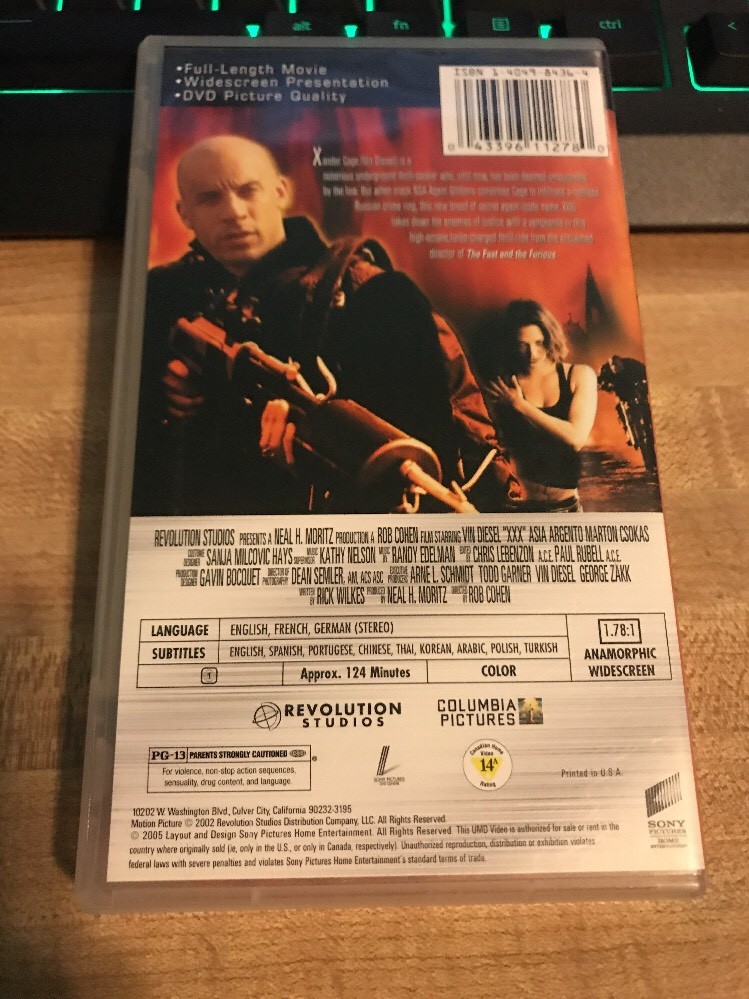 alt fn ctrl <
•Full-Length Movie
•Widescreen Presentation
•DVD Picture Quality
ISBN 1-4049-8436-4
0 43396 11278 0
Xander Cage (Vin Diesel) is a
notorious underground thrill-seeker who, until now, has been deemed untouchable
by the law. But when NSA Agent Gibbons convinces Cage to infiltrate a
Russian crime ring, this new breed of secret agent (code name: XXX)
takes down the enemies of justice with a vengeance in this
high-octane, turbo-charged thrill ride from the acclaimed
director of The Fast and the Furious
REVOLUTION STUDIOS PRESENTS A NEAL H. MORITZ PRODUCTION A ROB COHEN FILM STARRING VIN DIESEL "XXX" ASIA ARGENTO MARTON CSOKAS
COSTUME DESIGNER SANJA MILCOVIC HAYS MUSIC SUPERVISOR KATHY NELSON MUSIC BY RANDY EDELMAN EDITED BY CHRIS LEBENZON A.C.E. PAUL RUBELL A.C.E.
PRODUCTION DESIGNER GAVIN BOCQUET DIRECTOR OF PHOTOGRAPHY DEAN SEMLER, AM, ACS ASC EXECUTIVE PRODUCERS ARNE L. SCHMIDT TODD GARNER VIN DIESEL GEORGE ZAKK
WRITTEN BY RICK WILKES PRODUCED BY NEAL H. MORITZ DIRECTED BY ROB COHEN
LANGUAGE ENGLISH, FRENCH, GERMAN (STEREO)
SUBTITLES ENGLISH, SPANISH, PORTUGESE, CHINESE, THAI, KOREAN, ARABIC, POLISH, TURKISH
1.78:1
ANAMORPHIC
WIDESCREEN
1 Approx. 124 Minutes COLOR
REVOLUTION
STUDIOS
COLUMBIA
PICTURES
PG-13 PARENTS STRONGLY CAUTIONED
For violence, non-stop action sequences,
sensuality, drug content, and language.
®
SONY PICTURES
Canadian Home
Video
14A
Rating
Printed in U.S.A.
SONY
PICTURES
HOME
ENTERTAINMENT
10202 W. Washington Blvd., Culver City, California 90232-3195
Motion Picture © 2002 Revolution Studios Distribution Company, LLC. All Rights Reserved.
© 2005 Layout and Design Sony Pictures Home Entertainment. All Rights Reserved. This UMD Video is authorized for sale or rent in the
country where originally sold (ie, only in the U.S., or only in Canada, respectively). Unauthorized reproduction, distribution or exhibition violates
federal laws with severe penalties and violates Sony Pictures Home Entertainment's standard terms of trade.